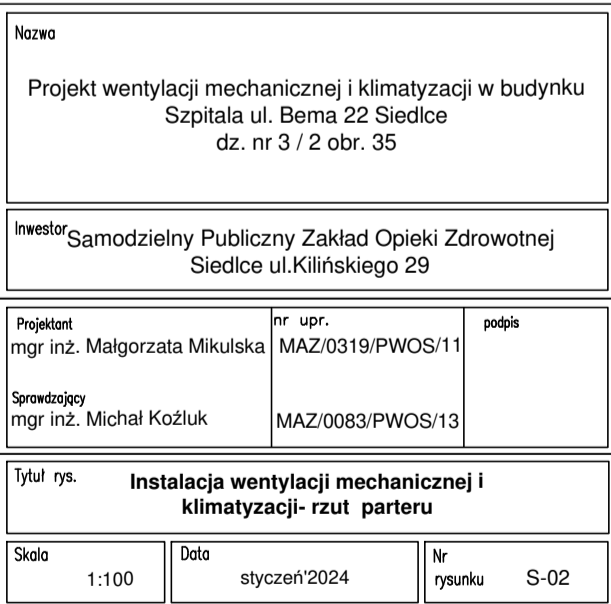 Nazwa
Projekt wentylacji mechanicznej i klimatyzacji w budynku
Szpitala ul. Bema 22 Siedlce
dz. nr 3 / 2 obr. 35
Inwestor Samodzielny Publiczny Zakład Opieki Zdrowotnej
Siedlce ul.Kilińskiego 29
Projektant nr upr. podpis
mgr inż. Małgorzata Mikulska MAZ/0319/PWOS/11
Sprawdzający
mgr inż. Michał Koźluk MAZ/0083/PWOS/13
Tytuł rys. Instalacja wentylacji mechanicznej i
klimatyzacji- rzut parteru
Skala Data Nr
1:100 styczeń'2024 rysunku S-02